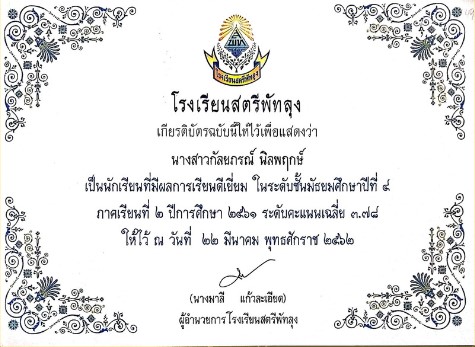 โรงเรียนสตรีพัทลุง
โรงเรียนสตรีพัทลุง
เกียรติบัตรฉบับนี้ให้ไว้เพื่อแสดงว่า
นางสาวกัลยภรณ์ นิลพฤกษ์
เป็นนักเรียนที่มีผลการเรียนดีเยี่ยม ในระดับชั้นมัธยมศึกษาปีที่ ๔
ภาคเรียนที่ ๒ ปีการศึกษา ๒๕๖๑ ระดับคะแนนเฉลี่ย ๓.๗๘
ให้ไว้ ณ วันที่ ๒๒ มีนาคม พุทธศักราช ๒๕๖๒
(นางมาลี แก้วละเอียด)
ผู้อำนวยการโรงเรียนสตรีพัทลุง